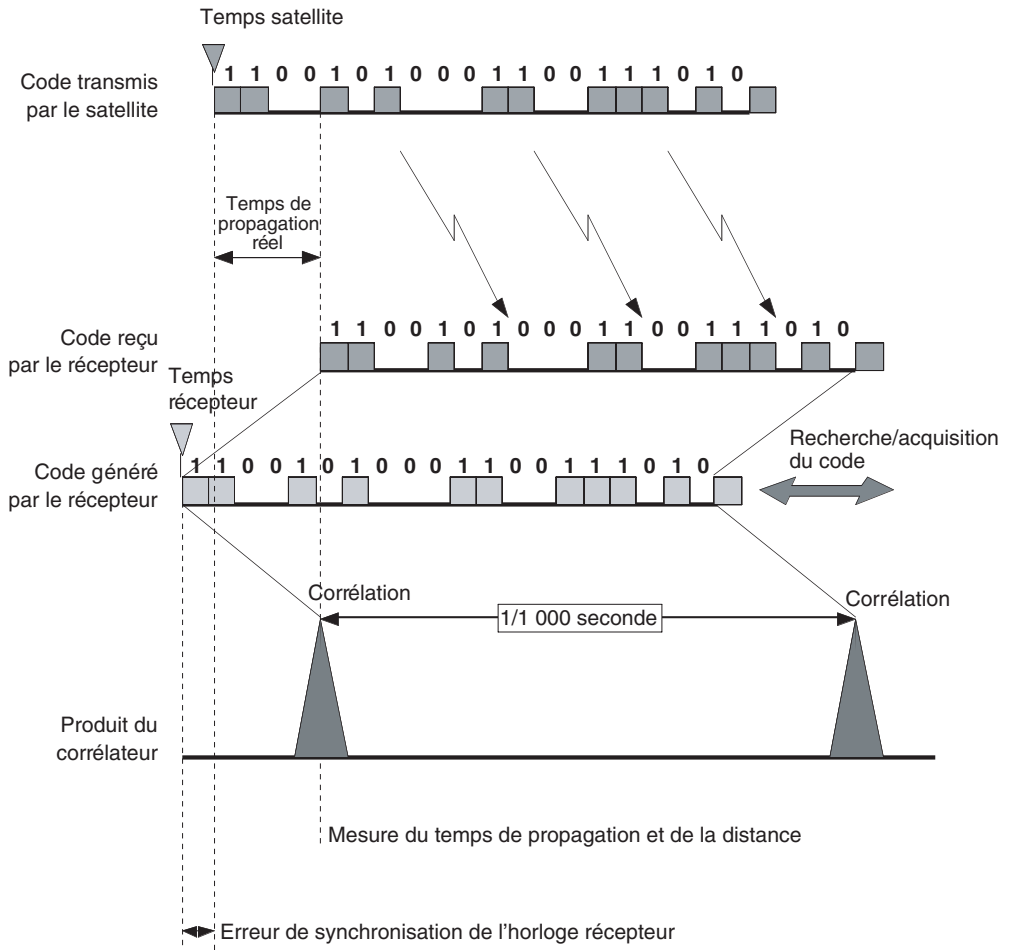 Temps satellite
Code transmis
par le satellite
1 1 0 0 1 0 1 0 0 0 1 1 0 0 1 1 1 0 1 0
Temps de
propagation
réel
Code reçu
par le récepteur
1 1 0 0 1 0 1 0 0 0 1 1 0 0 1 1 1 0 1 0
Temps
récepteur
Code généré
par le récepteur
1 1 0 0 1 0 1 0 0 0 1 1 0 0 1 1 1 0 1 0
Recherche/acquisition
du code
Corrélation
1/1 000 seconde
Corrélation
Produit du
corrélateur
Mesure du temps de propagation et de la distance
Erreur de synchronisation de l'horloge récepteur